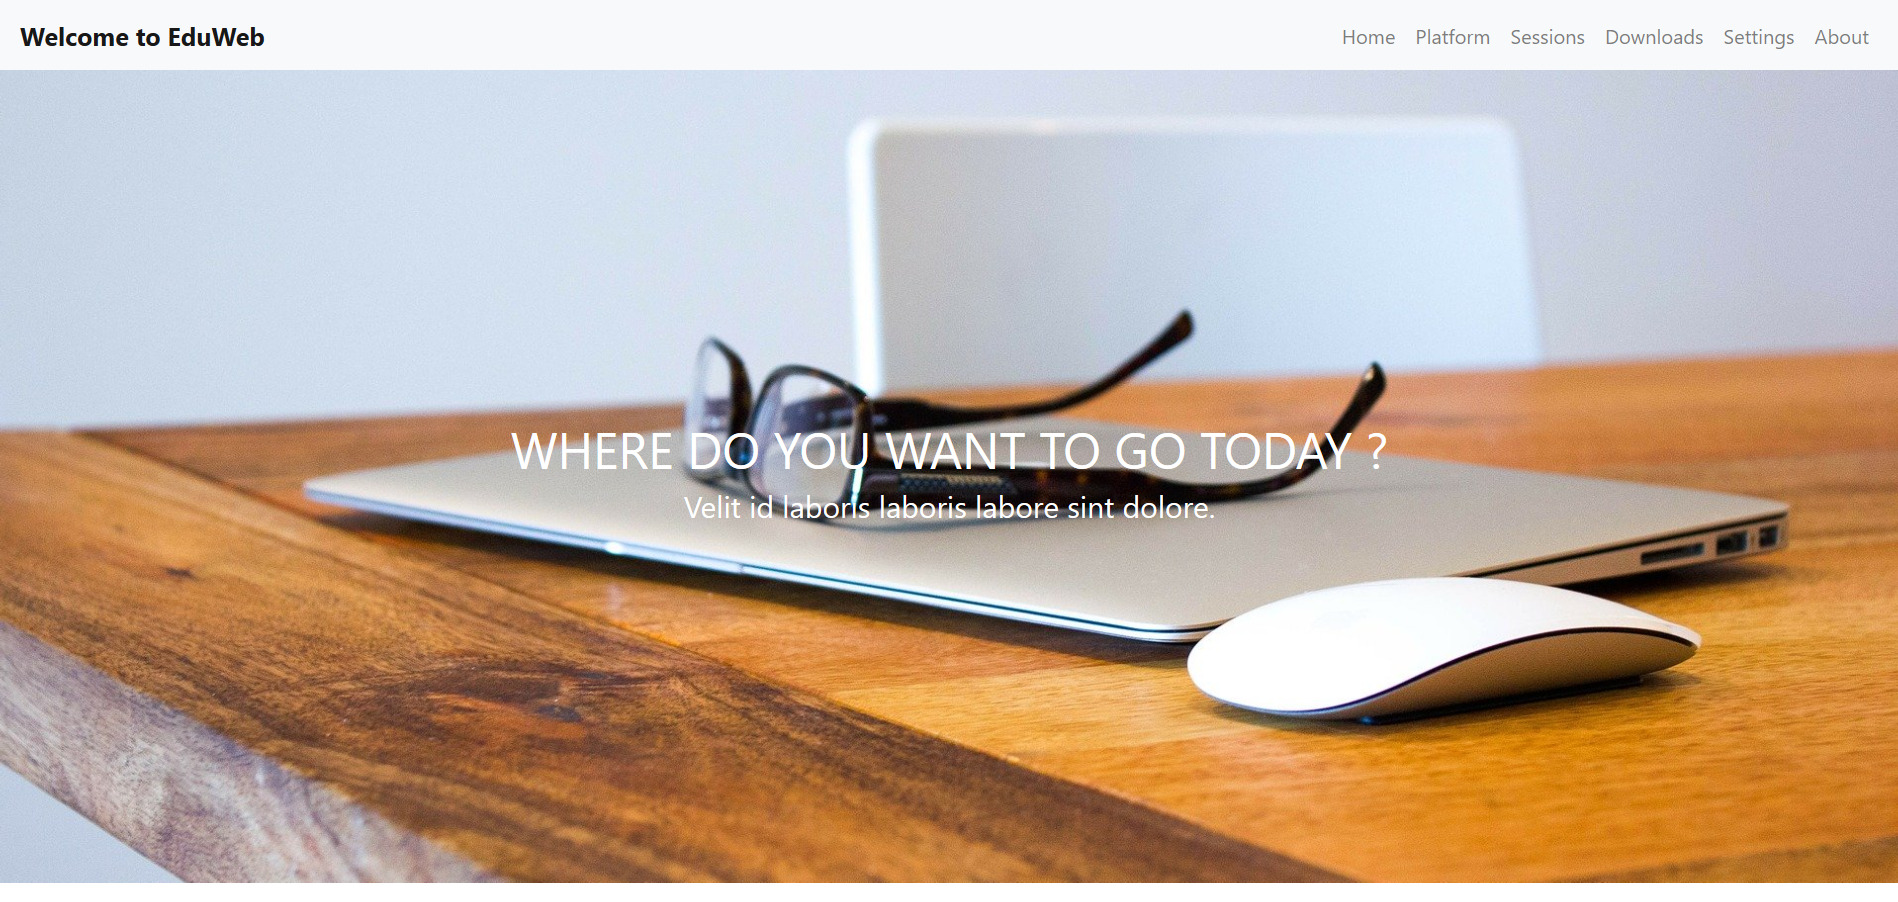 Welcome to EduWeb
Home Platform Sessions Downloads Settings About
WHERE DO YOU WANT TO GO TODAY ?
Velit id laboris laboris labore sint dolore.